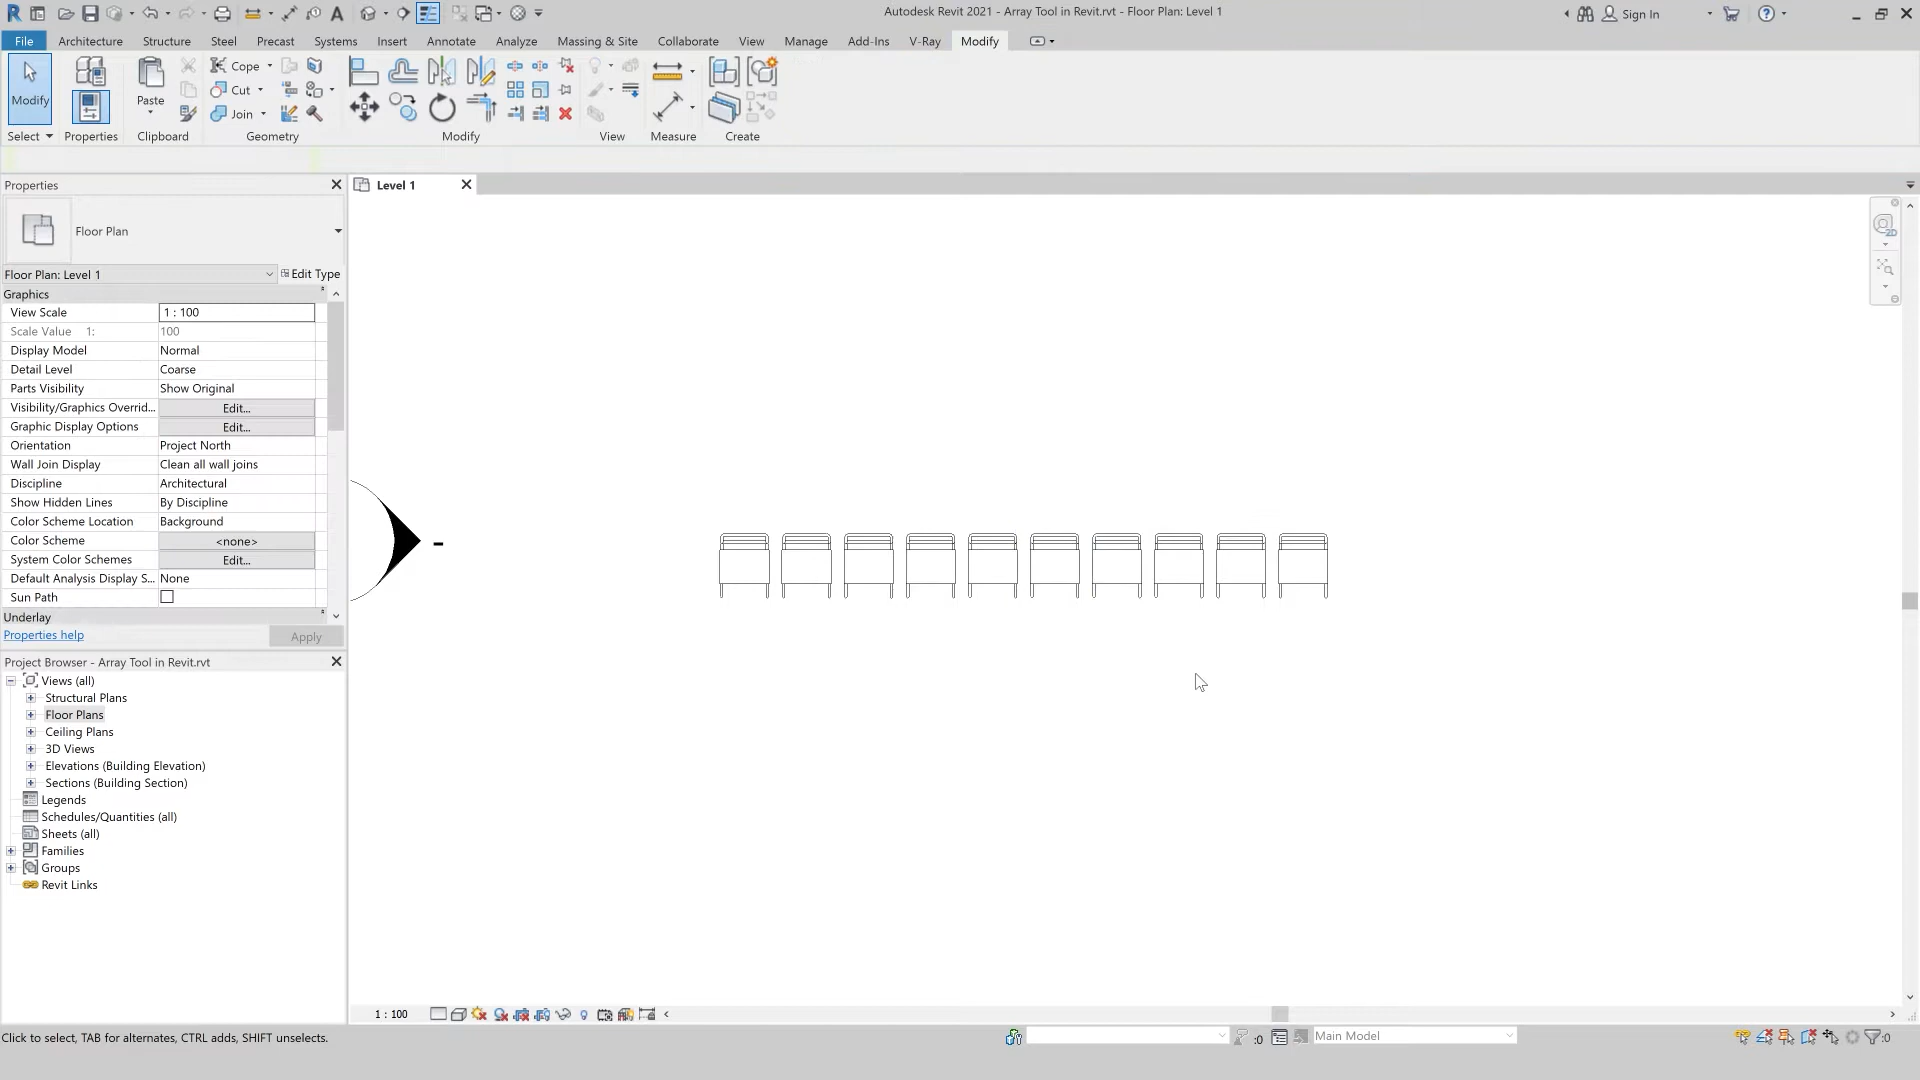 Autodesk Revit 2021 - Array Tool in Revit.rvt - Floor Plan: Level 1
Sign In
File Architecture Structure Steel Precast Systems Insert Annotate Analyze Massing & Site Collaborate View Manage Add-Ins V-Ray Modify
Modify
Paste
Cope
Cut
Join
Select Properties Clipboard Geometry Modify View Measure Create
Properties
Level 1
Floor Plan
Floor Plan: Level 1
Edit Type
Graphics
View Scale 1 : 100
Scale Value 1: 100
Display Model Normal
Detail Level Coarse
Parts Visibility Show Original
Visibility/Graphics Overrid... Edit...
Graphic Display Options Edit...
Orientation Project North
Wall Join Display Clean all wall joins
Discipline Architectural
Show Hidden Lines By Discipline
Color Scheme Location Background
Color Scheme <none>
System Color Schemes Edit...
Default Analysis Display S... None
Sun Path
Underlay
Properties help
Apply
Project Browser - Array Tool in Revit.rvt
Views (all)
Structural Plans
Floor Plans
Ceiling Plans
3D Views
Elevations (Building Elevation)
Sections (Building Section)
Legends
Schedules/Quantities (all)
Sheets (all)
Families
Groups
Revit Links
2D
1 : 100
Click to select, TAB for alternates, CTRL adds, SHIFT unselects.
:0
Main Model
:0